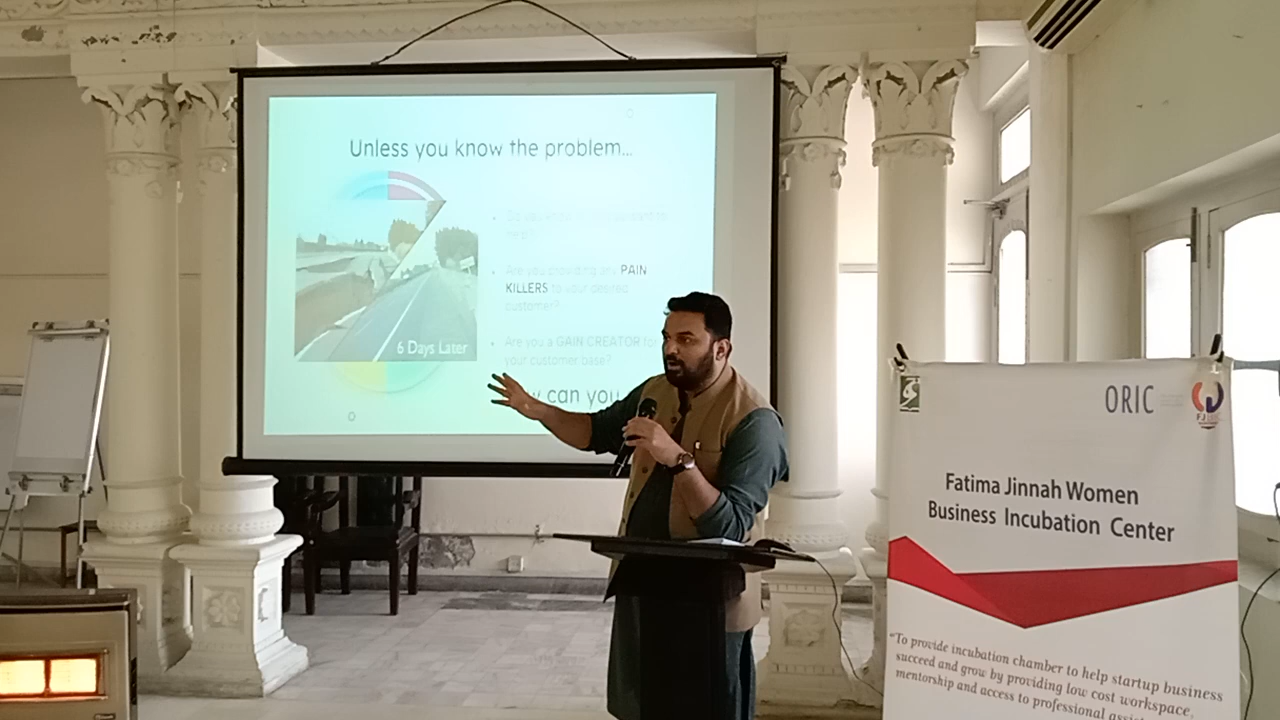 Unless you know the problem...
Are you providing any PAIN
KILLERS to your desired
customer?
Are you a GAIN CREATOR for
your customer base?
6 Days Later
can you
ORIC
FJ
Fatima Jinnah Women
Business Incubation Center
"To provide incubation chamber to help startup business
succeed and grow by providing low cost workspace,
mentorship and access to professional